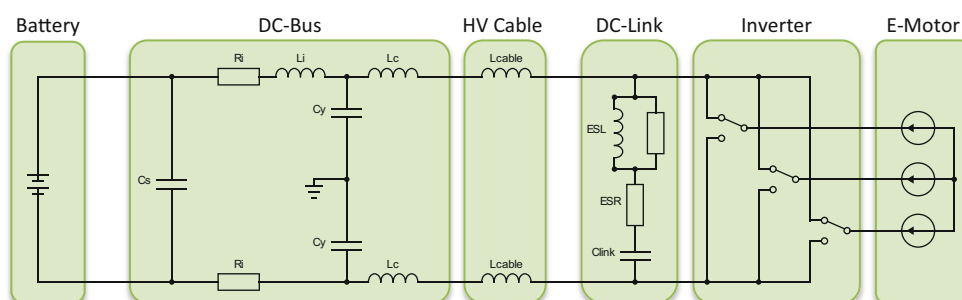 Battery DC-Bus HV Cable DC-Link Inverter E-Motor
Ri Li Lc Lcable
Cy
ESL
Cs
ESR
Cy
Clink
Ri Lc Lcable